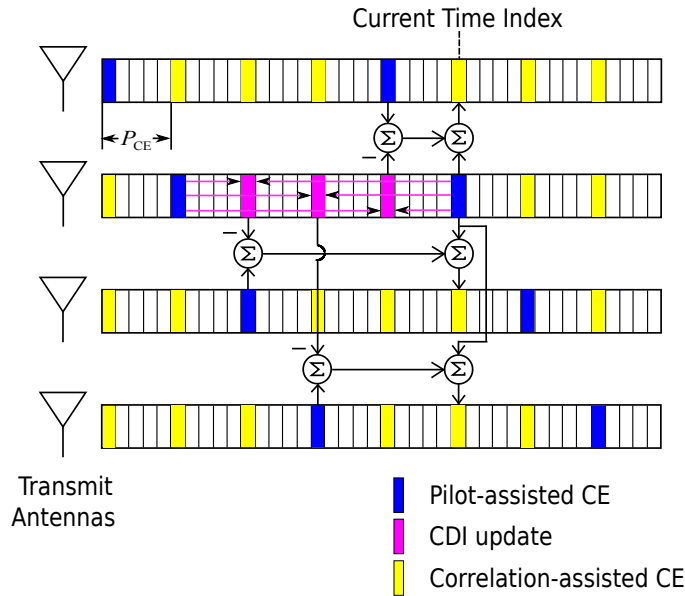 Current Time Index
Σ
Σ
P_CE
−
Σ
Σ
−
Σ
Σ
−
Transmit
Antennas
Pilot-assisted CE
CDI update
Correlation-assisted CE